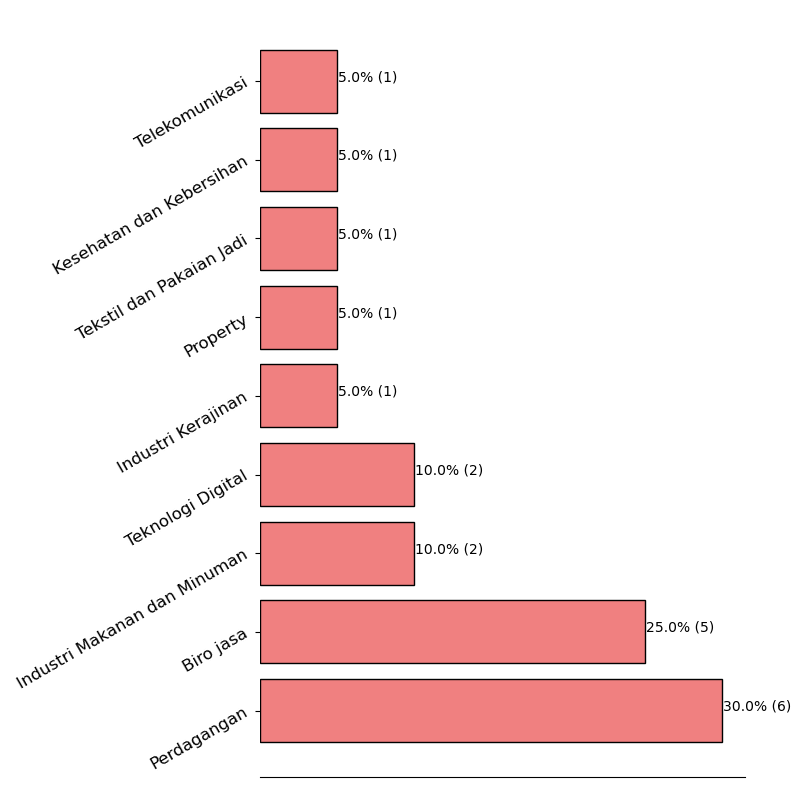 Telekomunikasi 5.0% (1)
Kesehatan dan Kebersihan 5.0% (1)
Tekstil dan Pakaian Jadi 5.0% (1)
Property 5.0% (1)
Industri Kerajinan 5.0% (1)
Teknologi Digital 10.0% (2)
Industri Makanan dan Minuman 10.0% (2)
Biro jasa 25.0% (5)
Perdagangan 30.0% (6)